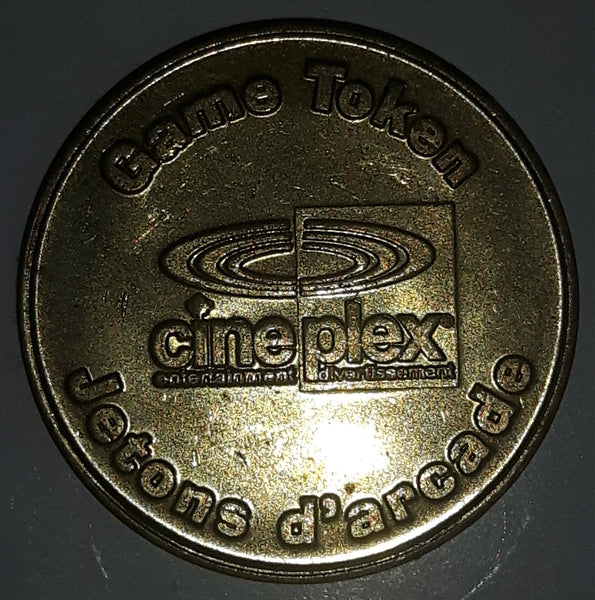 Game Token
cineplex®
entertainment divertissement
Jetons d'arcade